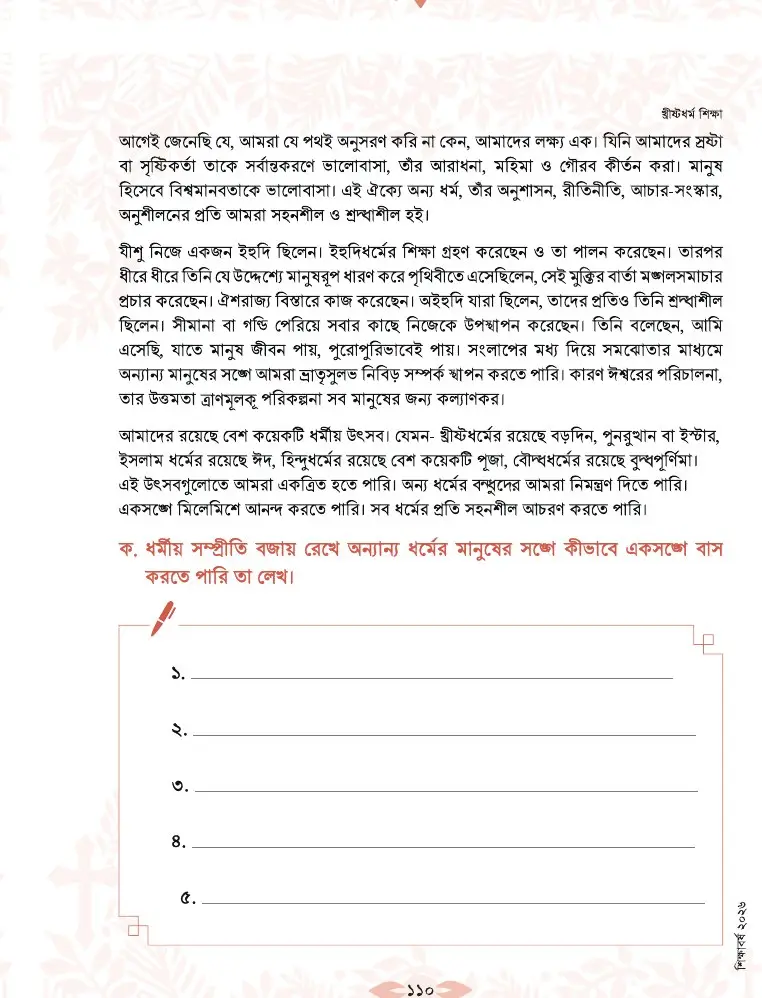 খ্রীষ্টধর্ম শিক্ষা
আগেই জেনেছি যে, আমরা যে পথই অনুসরণ করি না কেন, আমাদের লক্ষ্য এক। যিনি আমাদের স্রষ্টা
বা সৃষ্টিকর্তা তাকে সর্বান্তকরণে ভালোবাসা, তাঁর আরাধনা, মহিমা ও গৌরব কীর্তন করা। মানুষ
হিসেবে বিশ্বমানবতাকে ভালোবাসা। এই ঐক্যে অন্য ধর্ম, তাঁর অনুশাসন, রীতিনীতি, আচার-সংস্কার,
অনুশীলনের প্রতি আমরা সহনশীল ও শ্রদ্ধাশীল হই।
যীশু নিজে একজন ইহুদি ছিলেন। ইহুদিধর্মের শিক্ষা গ্রহণ করেছেন ও তা পালন করেছেন। তারপর
ধীরে ধীরে তিনি যে উদ্দেশ্যে মানুষরূপ ধারণ করে পৃথিবীতে এসেছিলেন, সেই মুক্তির বার্তা মঙ্গলসমাচার
প্রচার করেছেন। ঐশরাজ্য বিস্তারে কাজ করেছেন। অইহুদি যারা ছিলেন, তাদের প্রতিও তিনি শ্রদ্ধাশীল
ছিলেন। সীমানা বা গন্ডি পেরিয়ে সবার কাছে নিজেকে উপস্থাপন করেছেন। তিনি বলেছেন, আমি
এসেছি, যাতে মানুষ জীবন পায়, পুরোপুরিভাবেই পায়। সংলাপের মধ্য দিয়ে সমঝোতার মাধ্যমে
অন্যান্য মানুষের সঙ্গে আমরা ভ্রাতৃসুলভ নিবিড় সম্পর্ক স্থাপন করতে পারি। কারণ ঈশ্বরের পরিচালনা,
তার উত্তমতা ত্রাণমূলকূ পরিকল্পনা সব মানুষের জন্য কল্যাণকর।
আমাদের রয়েছে বেশ কয়েকটি ধর্মীয় উৎসব। যেমন- খ্রীষ্টধর্মের রয়েছে বড়দিন, পুনরুত্থান বা ইস্টার,
ইসলাম ধর্মের রয়েছে ঈদ, হিন্দুধর্মের রয়েছে বেশ কয়েকটি পূজা, বৌদ্ধধর্মের রয়েছে বুদ্ধপূর্ণিমা।
এই উৎসবগুলোতে আমরা একত্রিত হতে পারি। অন্য ধর্মের বন্ধুদের আমরা নিমন্ত্রণ দিতে পারি।
একসঙ্গে মিলেমিশে আনন্দ করতে পারি। সব ধর্মের প্রতি সহনশীল আচরণ করতে পারি।
ক. ধর্মীয় সম্প্রীতি বজায় রেখে অন্যান্য ধর্মের মানুষের সঙ্গে কীভাবে একসঙ্গে বাস
করতে পারি তা লেখ।
১.
২.
৩.
৪.
৫.
শিক্ষাবর্ষ ২০২৬
১১০